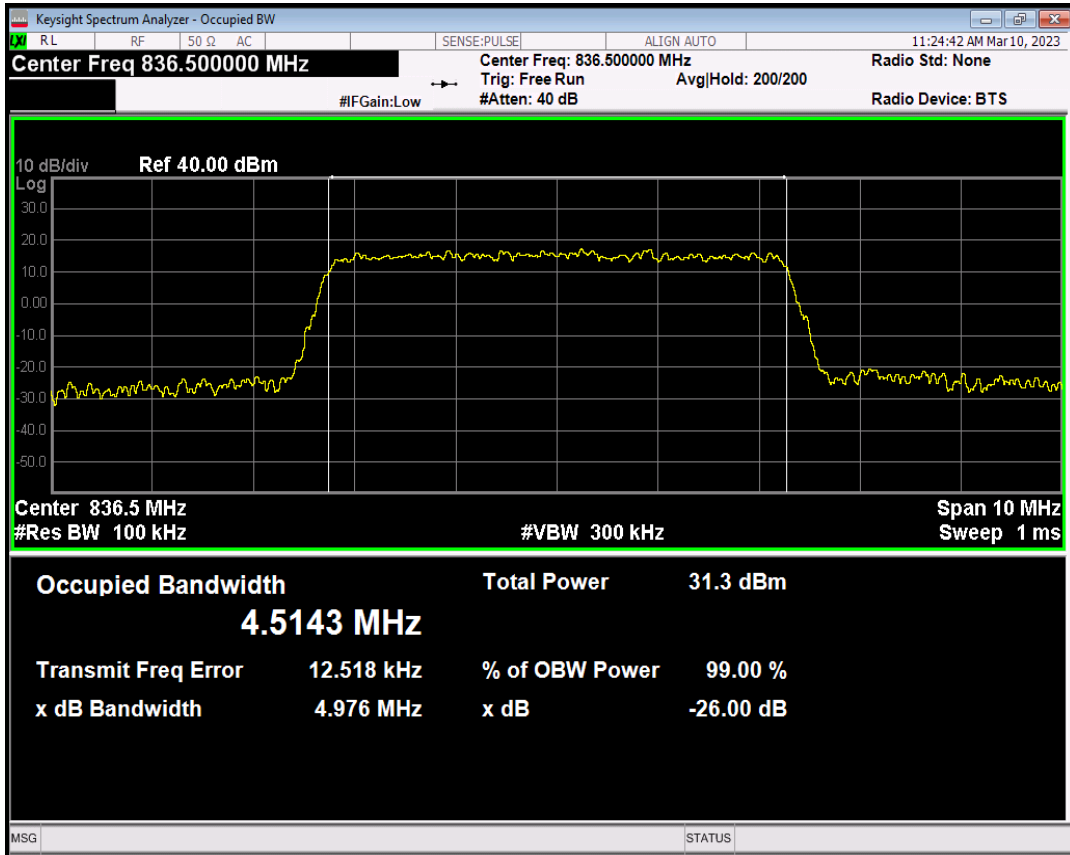 Keysight Spectrum Analyzer - Occupied BW
LXI RL RF 50 Ω AC SENSE:PULSE ALIGN AUTO 11:24:42 AM Mar 10, 2023
Center Freq 836.500000 MHz Center Freq: 836.500000 MHz Radio Std: None
Trig: Free Run Avg|Hold: 200/200
#IFGain:Low #Atten: 40 dB Radio Device: BTS
10 dB/div Ref 40.00 dBm
Log
30.0
20.0
10.0
0.00
-10.0
-20.0
-30.0
-40.0
-50.0
Center 836.5 MHz Span 10 MHz
#Res BW 100 kHz #VBW 300 kHz Sweep 1 ms
Occupied Bandwidth Total Power 31.3 dBm
4.5143 MHz
Transmit Freq Error 12.518 kHz % of OBW Power 99.00 %
x dB Bandwidth 4.976 MHz x dB -26.00 dB
MSG STATUS